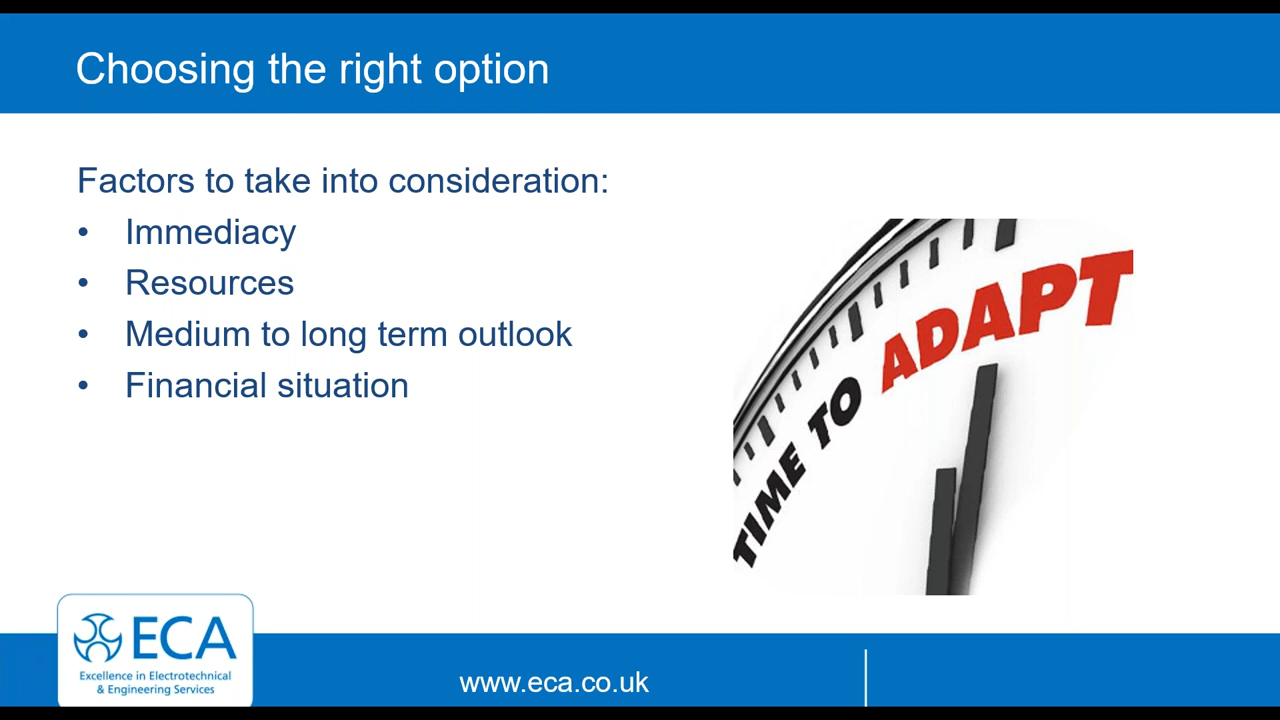 Choosing the right option
Factors to take into consideration:
• Immediacy
• Resources
• Medium to long term outlook
• Financial situation
TIME TO ADAPT
ECA
Excellence in Electrotechnical
& Engineering Services
www.eca.co.uk